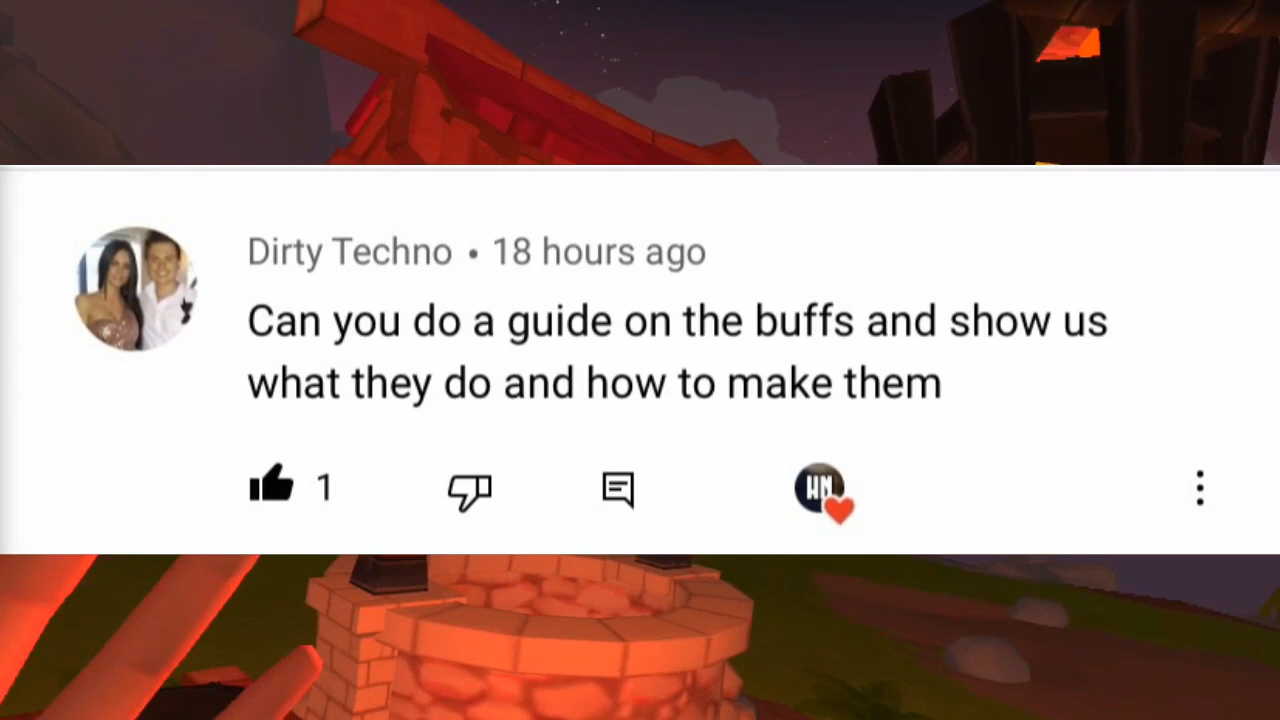 Dirty Techno • 18 hours ago
Can you do a guide on the buffs and show us
what they do and how to make them
1
WN